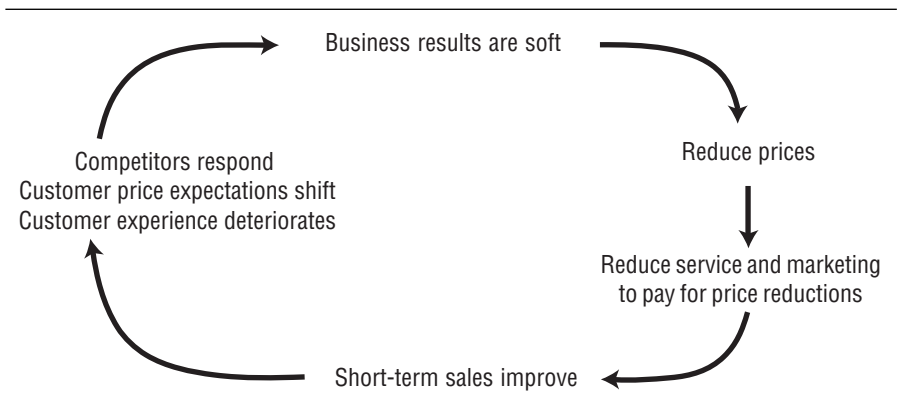 Business results are soft
Reduce prices
Reduce service and marketing
to pay for price reductions
Short-term sales improve
Competitors respond
Customer price expectations shift
Customer experience deteriorates